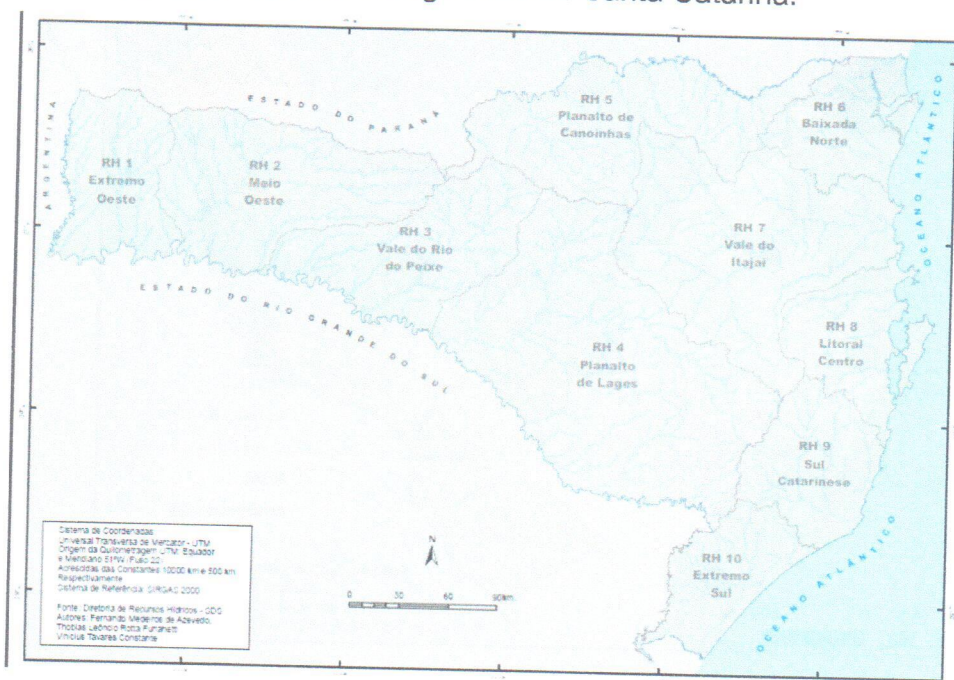 Santa Catarina.
ESTADO DO PARANÁ
ARGENTINA
RH 1
Extremo
Oeste
RH 2
Meio
Oeste
RH 3
Vale do Rio
do Peixe
RH 4
Planalto
de Lages
RH 5
Planalto de
Canoinhas
RH 6
Baixada
Norte
RH 7
Vale do
Itajaí
RH 8
Litoral
Centro
RH 9
Sul
Catarinese
RH 10
Extremo
Sul
ESTADO DO RIO GRANDE DO SUL
OCEANO ATLÂNTICO
OCEANO ATLÂNTICO
N
0 30 60 90km
Sistema de Coordenadas
Universal Transversa de Mercator - UTM
Origem da Quilometragem UTM: Equador
e Meridiano 51ºW (Fuso 22)
Acrescidas das Constantes 10000 km e 500 km
Respectivamente
Sistema de Referência: SIRGAS 2000
Fonte: Diretoria de Recursos Hídricos - SDS
Autores: Fernando Medeiros de Azevedo,
Thobias Leôncio Rotta
Vinicius Tavares Constante